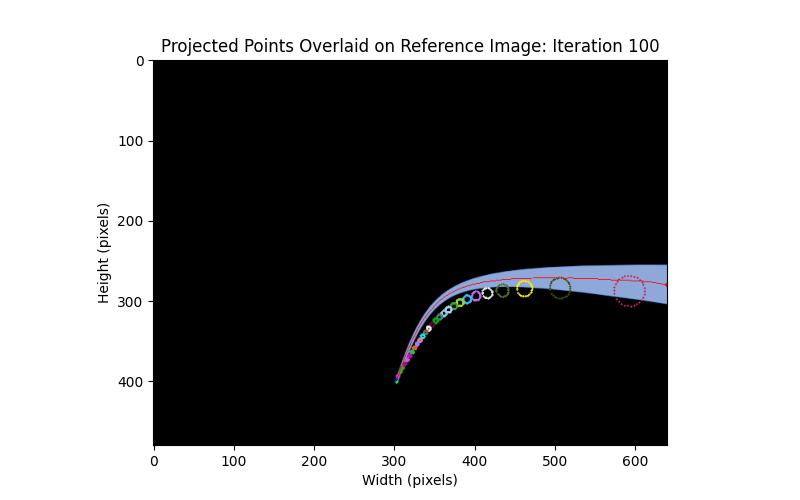 Projected Points Overlaid on Reference Image: Iteration 100
0
100
200
300
400
Height (pixels)
0 100 200 300 400 500 600
Width (pixels)